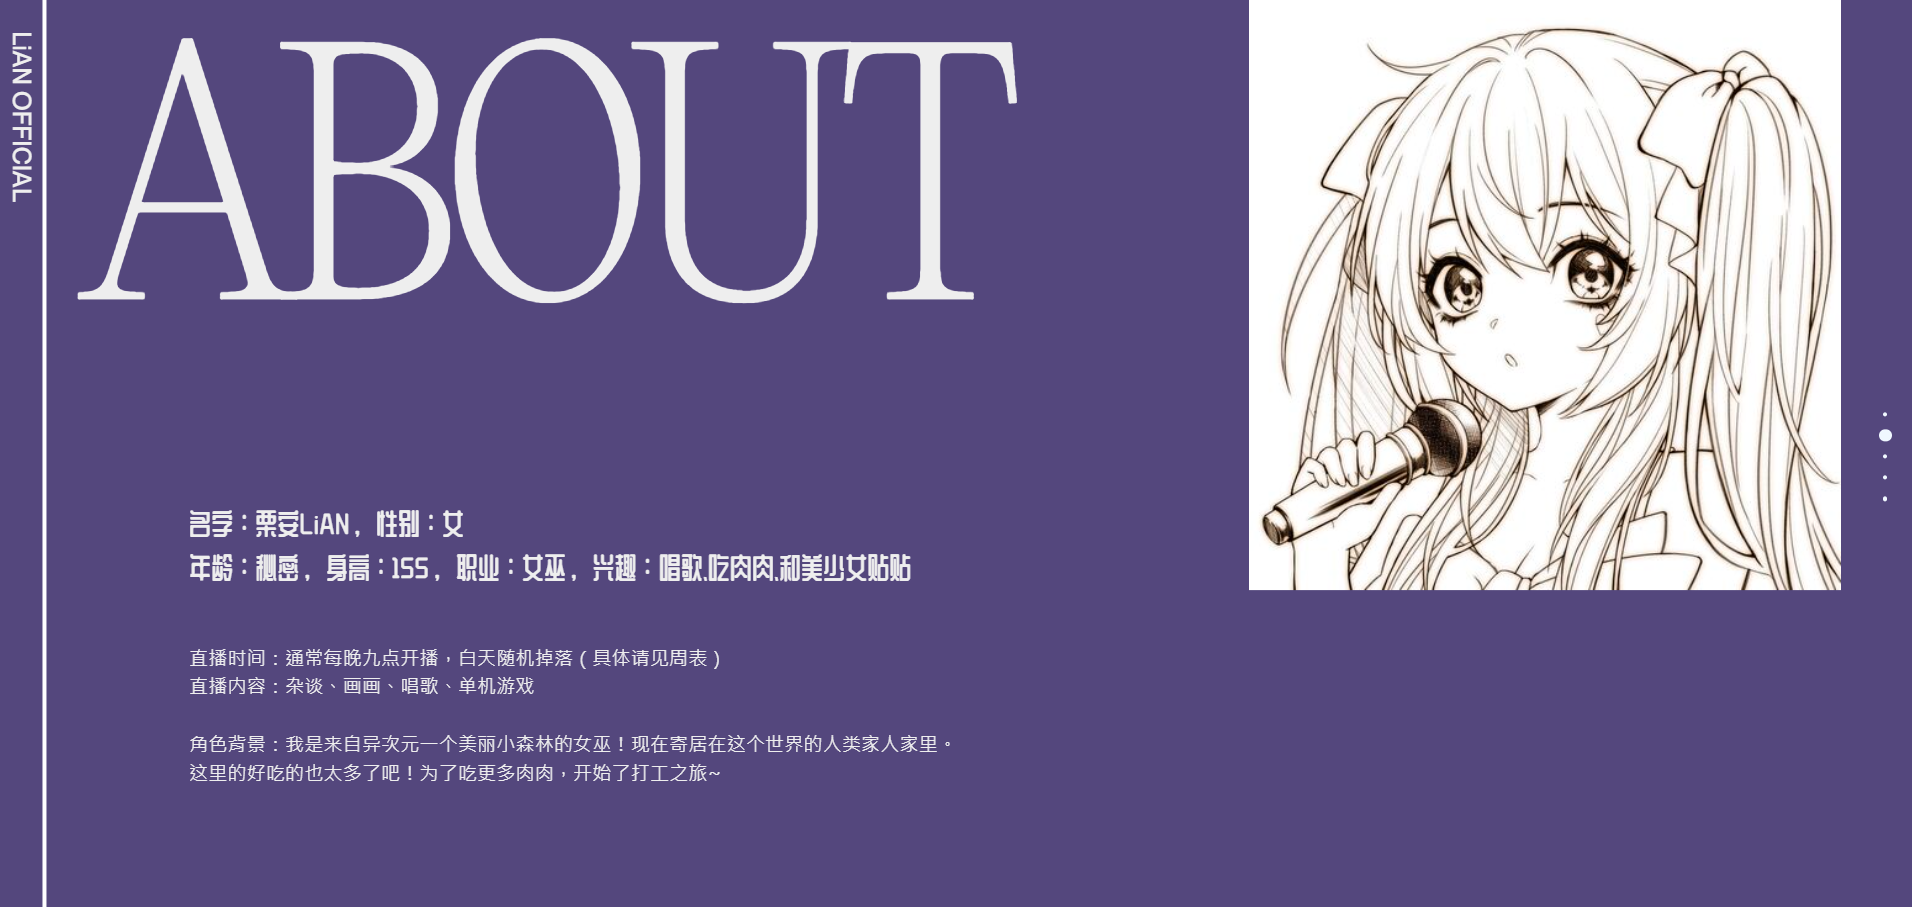 LiAN OFFICIAL
ABOUT
名字：栗安LiAN，性别：女
年龄：秘密，身高：155，职业：女巫，兴趣：唱歌,吃肉肉,和美少女贴贴
直播时间：通常每晚九点开播，白天随机掉落（具体请见周表）
直播内容：杂谈、画画、唱歌、单机游戏
角色背景：我是来自异次元一个美丽小森林的女巫！现在寄居在这个世界的人类家人家里。
这里的好吃的也太多了吧！为了吃更多肉肉，开始了打工之旅~